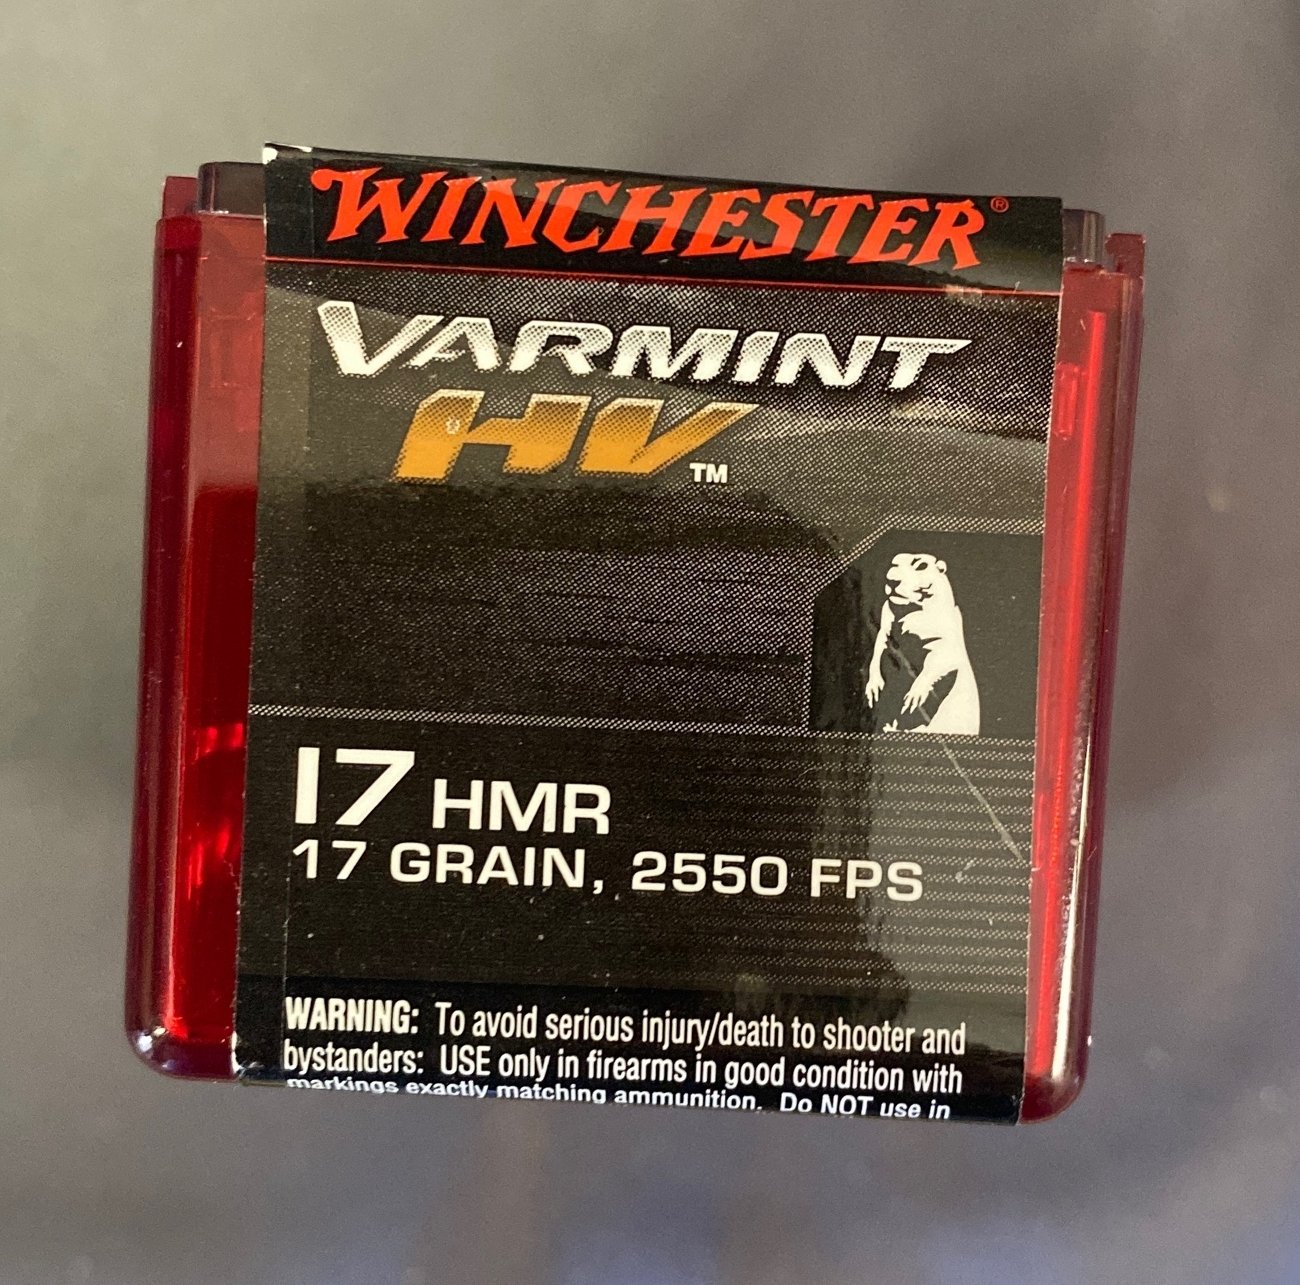 WINCHESTER®
VARMINT
HV™
17 HMR
17 GRAIN, 2550 FPS
WARNING: To avoid serious injury/death to shooter and
bystanders: USE only in firearms in good condition with
markings exactly matching ammunition. Do NOT use in